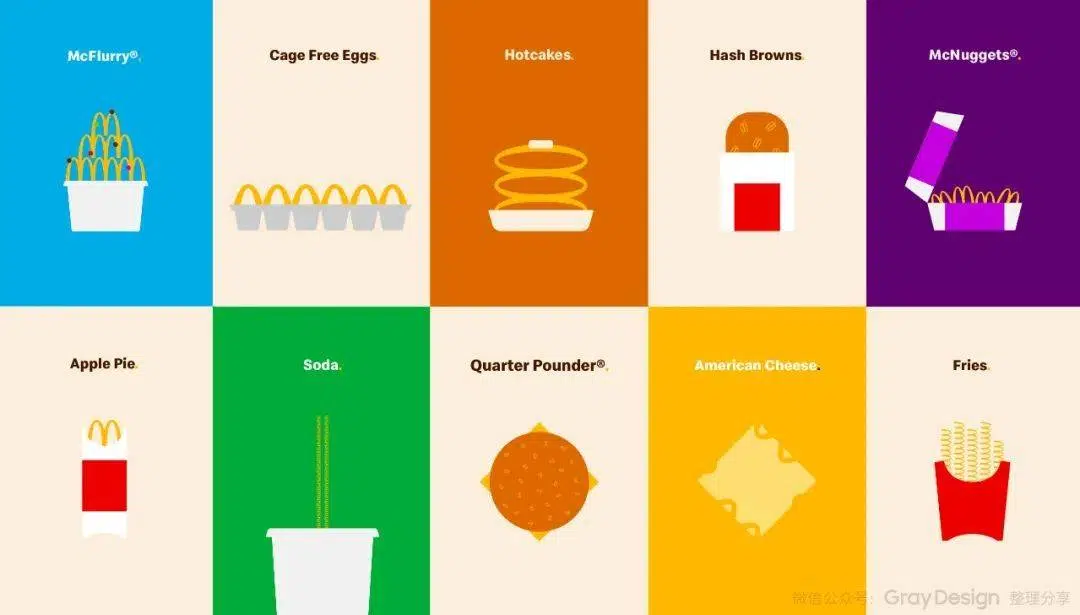 McFlurry®.
Cage Free Eggs.
Hotcakes.
Hash Browns.
McNuggets®.
Apple Pie.
Soda.
Quarter Pounder®.
American Cheese.
Fries.
微信公众号：GrayDesign 整理分享